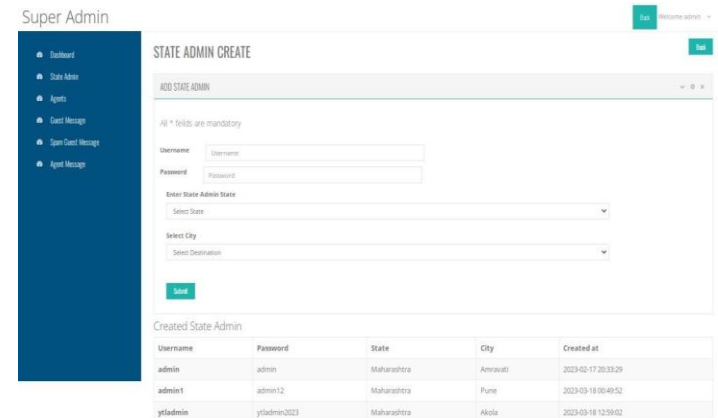 Super Admin
Back Welcome admin
Dashboard
State Admin
Agents
Guest Message
Spam Guest Message
Agent Message
STATE ADMIN CREATE
Back
ADD STATE ADMIN
All * feilds are mandatory
Username Username
Password Password
Enter State Admin State
Select State
Select City
Select Destination
Submit
Created State Admin
Username Password State City Created at
admin admin Maharashtra Amravati 2023-02-17 20:33:29
admin1 admin12 Maharashtra Pune 2023-03-18 00:49:52
ytladmin ytladmin2023 Maharashtra Akola 2023-03-18 12:59:02